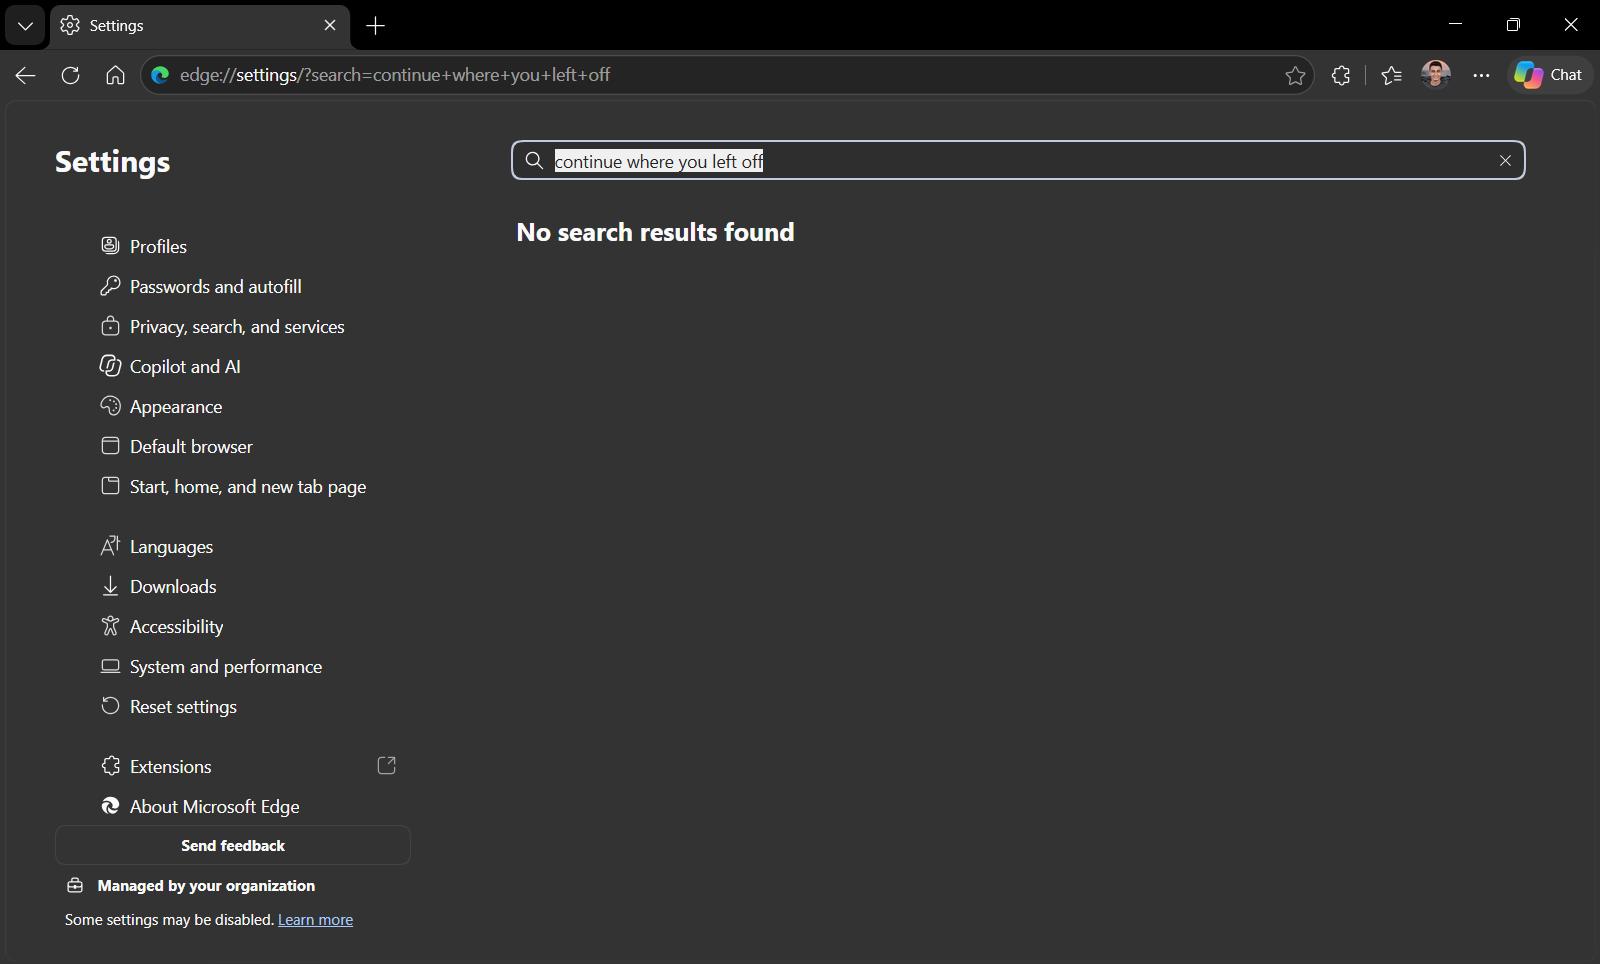 Settings
edge://settings/?search=continue+where+you+left+off
Chat
Settings
continue where you left off
No search results found
Profiles
Passwords and autofill
Privacy, search, and services
Copilot and AI
Appearance
Default browser
Start, home, and new tab page
Languages
Downloads
Accessibility
System and performance
Reset settings
Extensions
About Microsoft Edge
Send feedback
Managed by your organization
Some settings may be disabled. Learn more